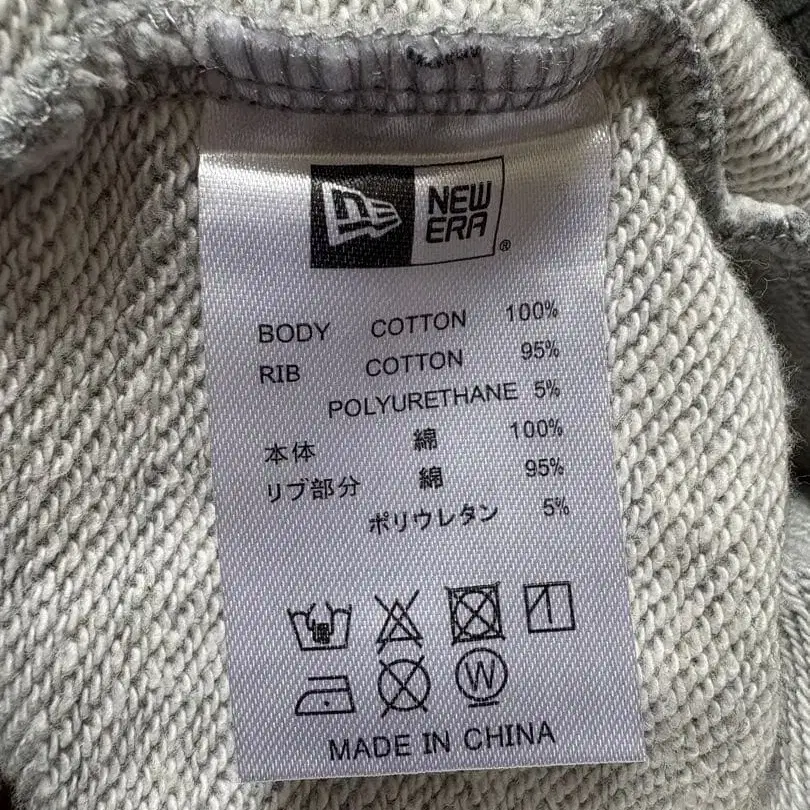 NEW
ERA®
BODY COTTON 100%
RIB COTTON 95%
POLYURETHANE 5%
本体 綿 100%
リブ部分 綿 95%
ポリウレタン 5%
W
MADE IN CHINA